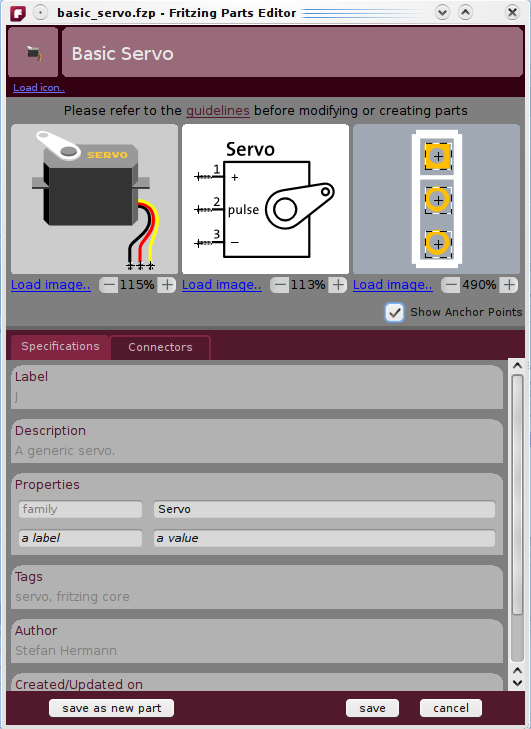 basic_servo.fzp - Fritzing Parts Editor
Basic Servo
Load icon..
Please refer to the guidelines before modifying or creating parts
SERVO
Servo
1 +
2 pulse
3 −
Load image.. − 115% + Load image.. − 113% + Load image.. − 490% +
Show Anchor Points
Specifications Connectors
Label
J
Description
A generic servo.
Properties
family Servo
a label a value
Tags
servo, fritzing core
Author
Stefan Hermann
Created/Updated on
save as new part save cancel